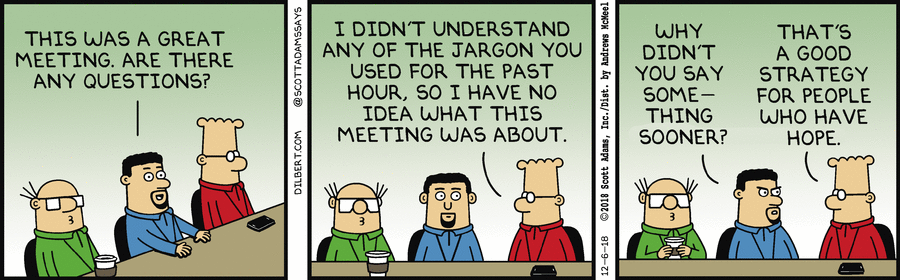 THIS WAS A GREAT
MEETING. ARE THERE
ANY QUESTIONS?
DILBERT.COM
@SCOTTADAMSSAYS
I DIDN'T UNDERSTAND
ANY OF THE JARGON YOU
USED FOR THE PAST
HOUR, SO I HAVE NO
IDEA WHAT THIS
MEETING WAS ABOUT.
12-6-18 ©2018 Scott Adams, Inc./Dist. by Andrews McMeel
WHY
DIDN'T
YOU SAY
SOME—
THING
SOONER?
THAT'S
A GOOD
STRATEGY
FOR PEOPLE
WHO HAVE
HOPE.